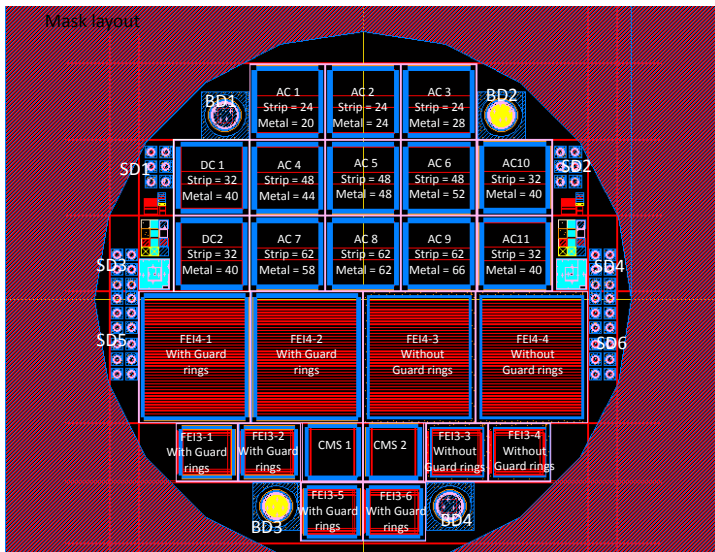 Mask layout
BD1
AC 1
Strip = 24
Metal = 20
AC 2
Strip = 24
Metal = 24
AC 3
Strip = 24
Metal = 28
BD2
SD1
DC 1
Strip = 32
Metal = 40
AC 4
Strip = 48
Metal = 44
AC 5
Strip = 48
Metal = 48
AC 6
Strip = 48
Metal = 52
AC10
Strip = 32
Metal = 40
SD2
SD3
DC2
Strip = 32
Metal = 40
AC 7
Strip = 62
Metal = 58
AC 8
Strip = 62
Metal = 62
AC 9
Strip = 62
Metal = 66
AC11
Strip = 32
Metal = 40
SD4
SD5
FEI4-1
With Guard
rings
FEI4-2
With Guard
rings
FEI4-3
Without
Guard rings
FEI4-4
Without
Guard rings
SD6
FEI3-1
With Guard
rings
FEI3-2
With Guard
rings
CMS 1
CMS 2
FEI3-3
Without
Guard rings
FEI3-4
Without
Guard rings
BD3
FEI3-5
With Guard
rings
FEI3-6
With Guard
rings
BD4